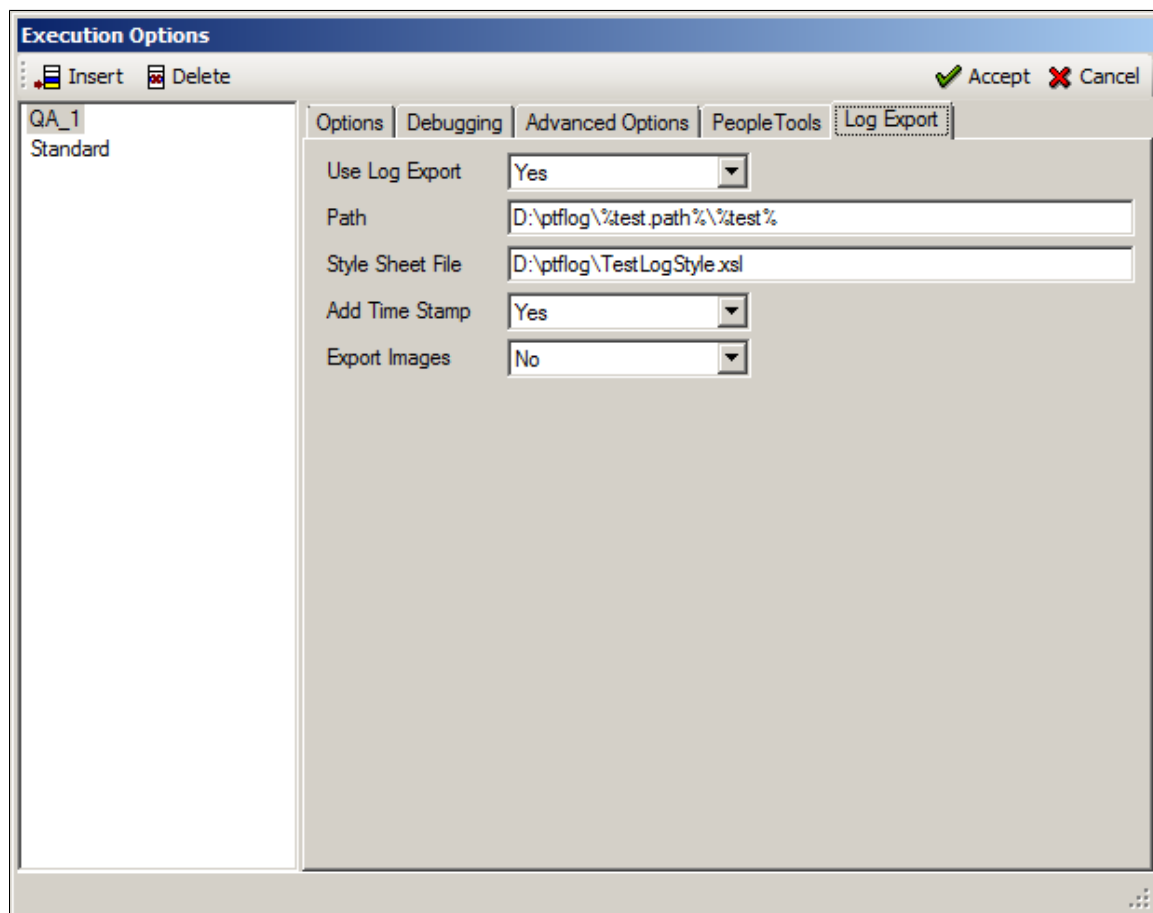 Execution Options
Insert Delete Accept Cancel
QA_1
Standard
Options Debugging Advanced Options PeopleTools Log Export
Use Log Export Yes
Path D:\ptflog\%test.path%\%test%
Style Sheet File D:\ptflog\TestLogStyle.xsl
Add Time Stamp Yes
Export Images No